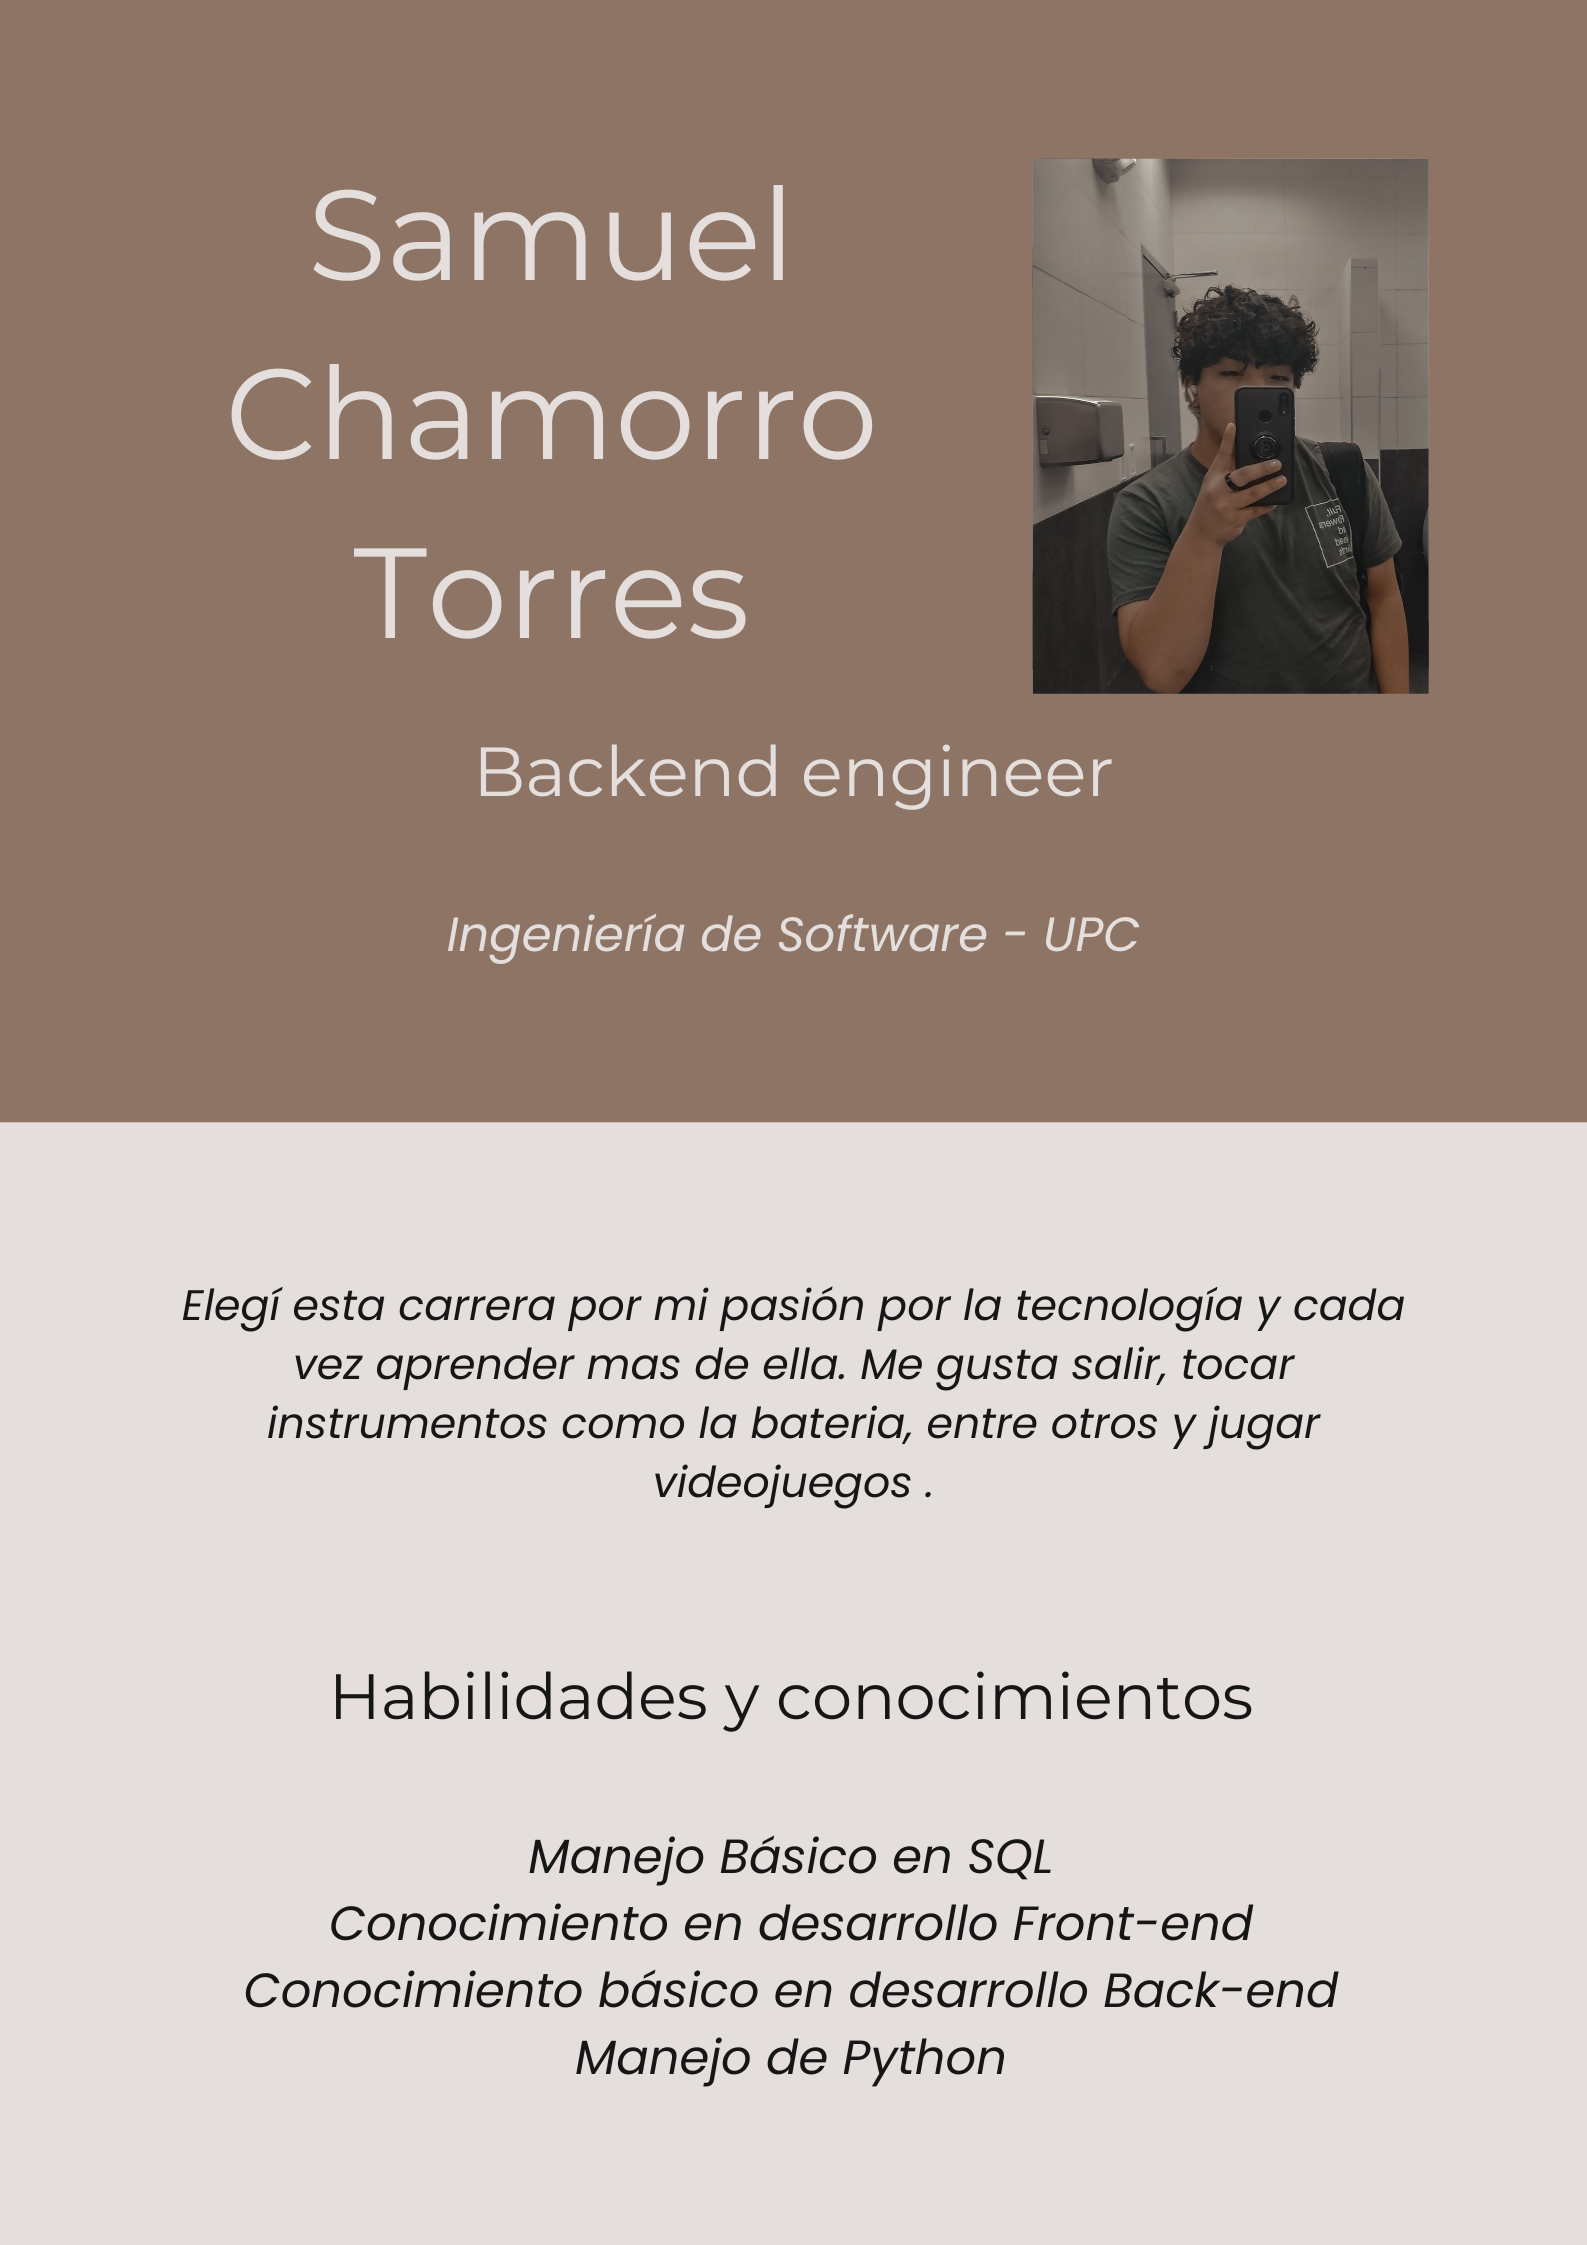 Samuel
Chamorro
Torres
Backend engineer
Ingeniería de Software - UPC
Elegí esta carrera por mi pasión por la tecnología y cada
vez aprender mas de ella. Me gusta salir, tocar
instrumentos como la bateria, entre otros y jugar
videojuegos .
Habilidades y conocimientos
Manejo Básico en SQL
Conocimiento en desarrollo Front-end
Conocimiento básico en desarrollo Back-end
Manejo de Python